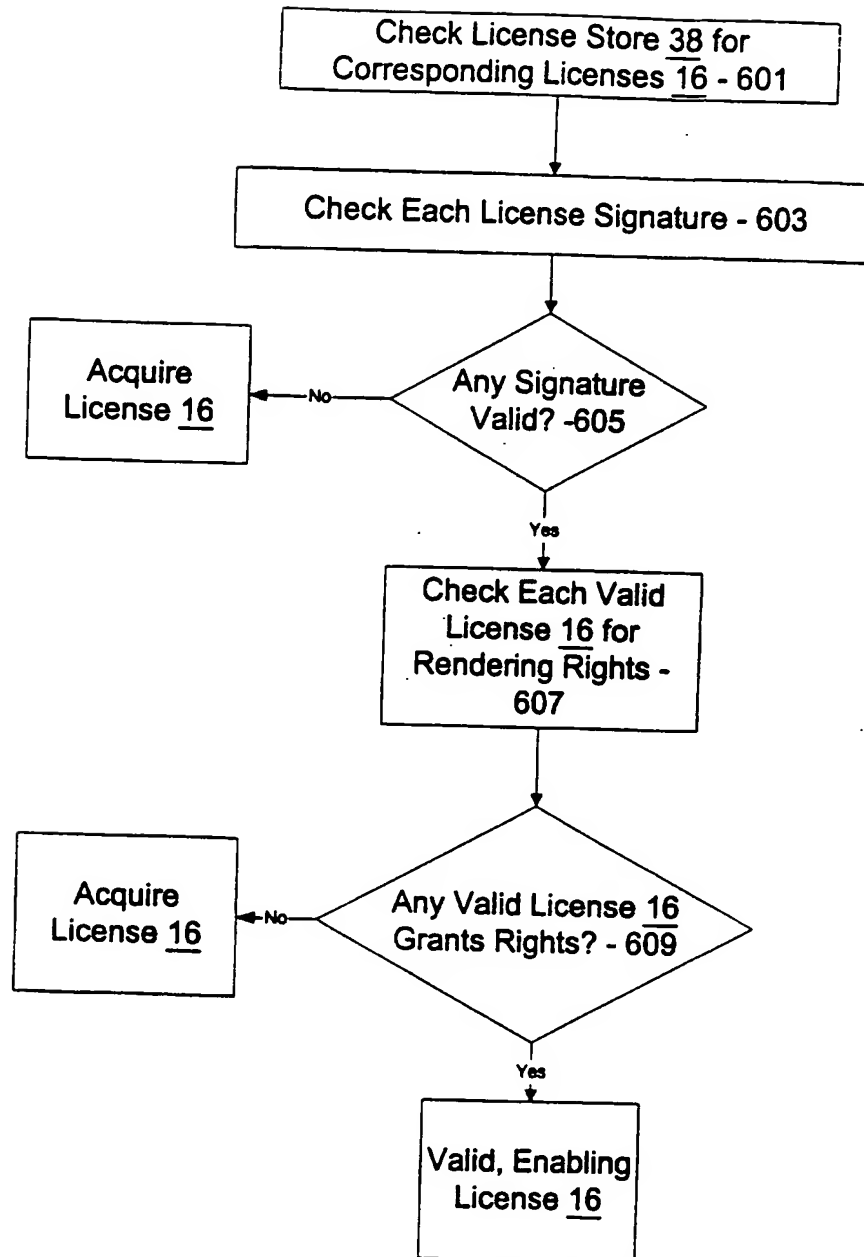 Check License Store 38 for
Corresponding Licenses 16 - 601
Check Each License Signature - 603
Acquire
License 16
No
Any Signature
Valid? -605
Yes
Check Each Valid
License 16 for
Rendering Rights -
607
Acquire
License 16
No
Any Valid License 16
Grants Rights? - 609
Yes
Valid, Enabling
License 16